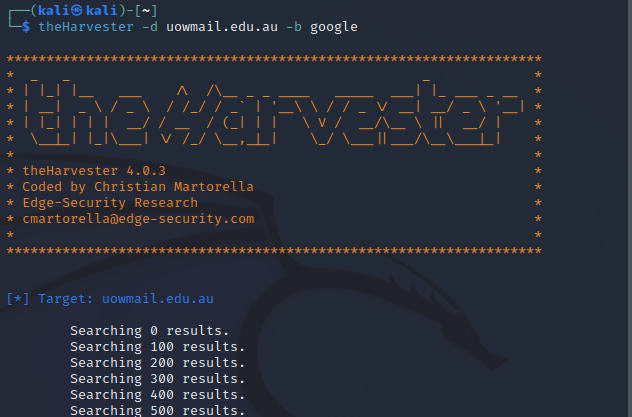 ┌──(kali㉿kali)-[~]
└─$ theHarvester -d uowmail.edu.au -b google
*******************************************************************
*  _   _                                            _             *
* | |_| |__   ___    /\  /\__ _ _ ____   _____  ___| |_ ___ _ __  *
* | __|  _ \ / _ \  / /_/ / _` | '__\ \ / / _ \/ __| __/ _ \ '__| *
* | |_| | | |  __/ / __  / (_| | |   \ V /  __/\__ \ ||  __/ |    *
*  \__|_| |_|\___| \/ /_/ \__,_|_|    \_/ \___||___/\__\___|_|    *
*                                                                 *
* theHarvester 4.0.3                                              *
* Coded by Christian Martorella                                   *
* Edge-Security Research                                          *
* cmartorella@edge-security.com                                   *
*                                                                 *
*******************************************************************
[*] Target: uowmail.edu.au
Searching 0 results.
Searching 100 results.
Searching 200 results.
Searching 300 results.
Searching 400 results.
Searching 500 results.